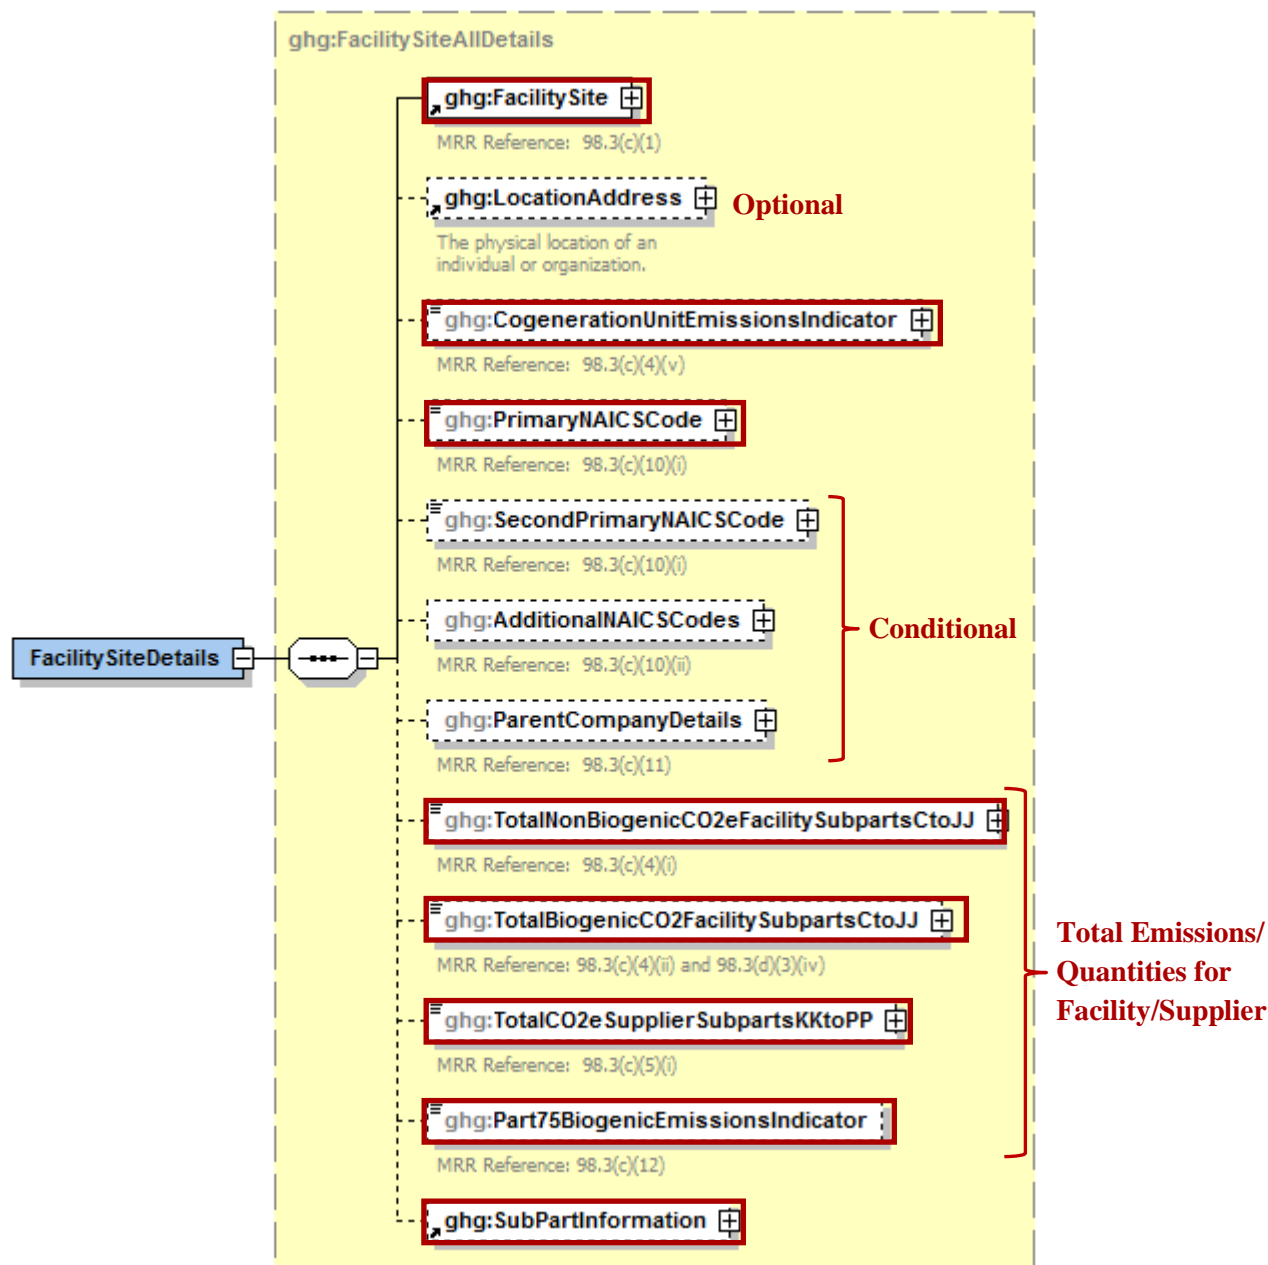 ghg:FacilitySiteAllDetails
ghg:FacilitySite
MRR Reference: 98.3(c)(1)
ghg:LocationAddress
Optional
The physical location of an
individual or organization.
ghg:CogenerationUnitEmissionsIndicator
MRR Reference: 98.3(c)(4)(v)
ghg:PrimaryNAICSCode
MRR Reference: 98.3(c)(10)(i)
ghg:SecondPrimaryNAICSCode
MRR Reference: 98.3(c)(10)(i)
ghg:AdditionalNAICSCodes
MRR Reference: 98.3(c)(10)(ii)
Conditional
FacilitySiteDetails
ghg:ParentCompanyDetails
MRR Reference: 98.3(c)(11)
ghg:TotalNonBiogenicCO2eFacilitySubpartsCtoJJ
MRR Reference: 98.3(c)(4)(i)
ghg:TotalBiogenicCO2FacilitySubpartsCtoJJ
MRR Reference: 98.3(c)(4)(ii) and 98.3(d)(3)(iv)
Total Emissions/
Quantities for
Facility/Supplier
ghg:TotalCO2eSupplierSubpartsKKtoPP
MRR Reference: 98.3(c)(5)(i)
ghg:Part75BiogenicEmissionsIndicator
MRR Reference: 98.3(c)(12)
ghg:SubPartInformation